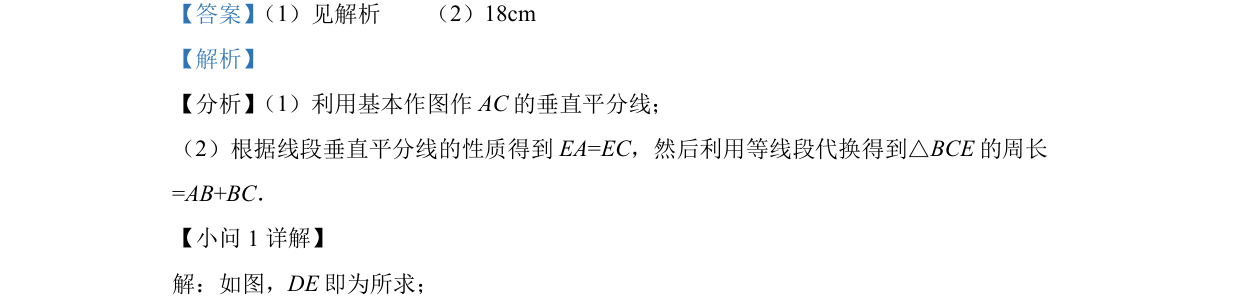 【答案】（1）见解析　　（2）18cm
【解析】
【分析】（1）利用基本作图作 AC 的垂直平分线；
（2）根据线段垂直平分线的性质得到 EA=EC，然后利用等线段代换得到△BCE 的周长
=AB+BC．
【小问 1 详解】
解：如图，DE 即为所求；